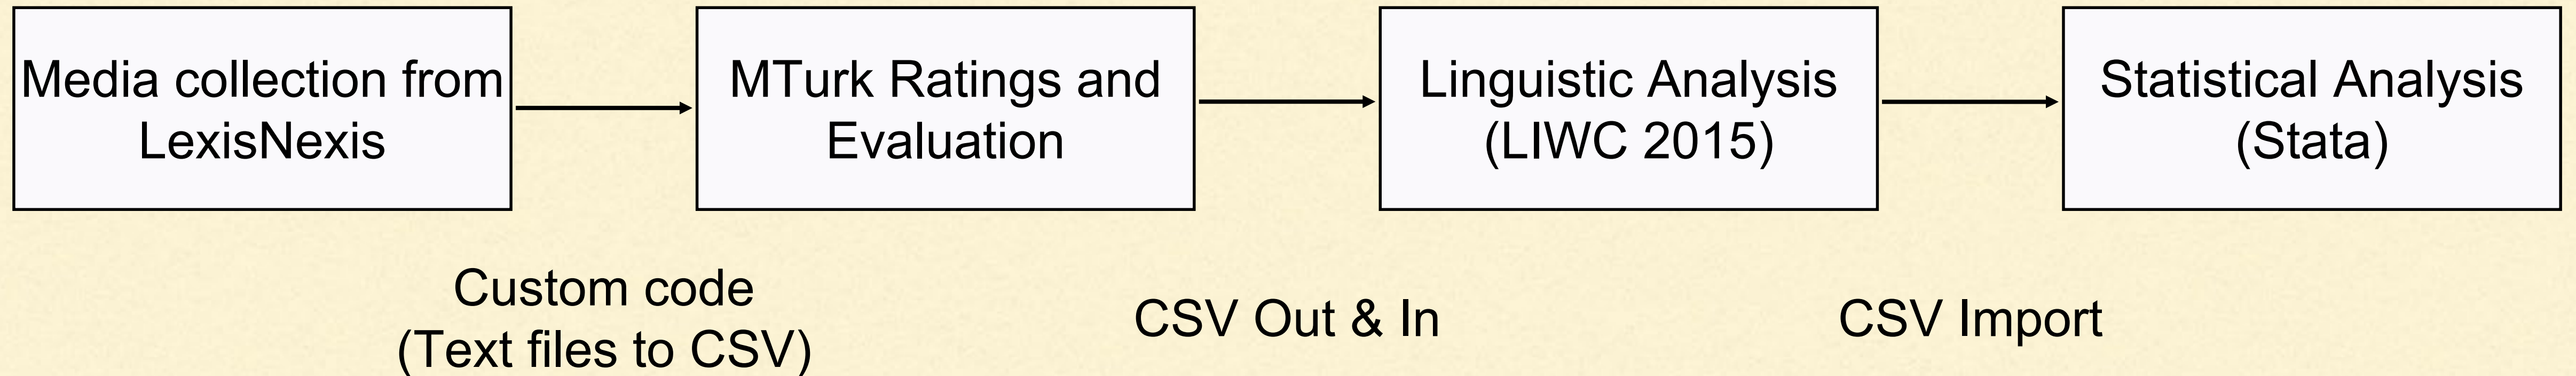 Media collection from
LexisNexis
MTurk Ratings and
Evaluation
Linguistic Analysis
(LIWC 2015)
Statistical Analysis
(Stata)
Custom code
(Text files to CSV)
CSV Out & In
CSV Import